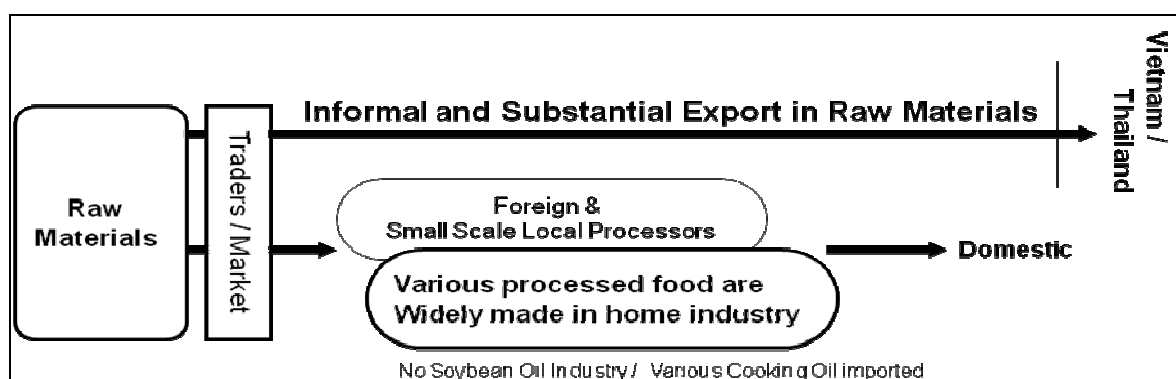 Informal and Substantial Export in Raw Materials
Vietnam /
Thailand
Raw
Materials
Traders / Market
Foreign &
Small Scale Local Processors
Domestic
Various processed food are
Widely made in home industry
No Soybean Oil Industry / Various Cooking Oil imported